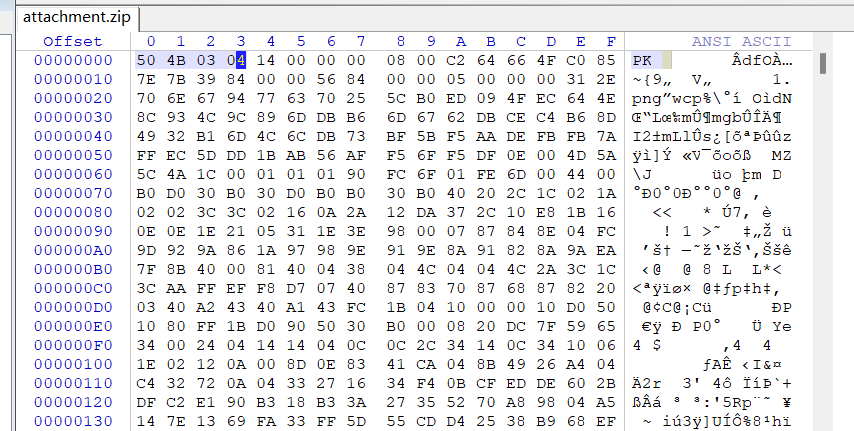 attachment.zip
Offset 0 1 2 3 4 5 6 7 8 9 A B C D E F ANSI ASCII
00000000 50 4B 03 04 14 00 00 00 08 00 C2 64 66 4F C0 85 PK ÂdfOÀ…
00000010 7E 7B 39 84 00 00 56 84 00 00 05 00 00 00 31 2E ~{9„ V„ 1.
00000020 70 6E 67 94 77 63 70 25 5C B0 ED 09 4F EC 64 4E png”wcp%\°í OìdN
00000030 8C 93 4C 9C 89 6D DB B6 6D 67 62 DB CE C4 B6 8D Œ“Lœ‰mÛ¶mgbÛÎÄ¶
00000040 49 32 B1 6D 4C 6C DB 73 BF 5B F5 AA DE FB FB 7A I2±mLlÛs¿[õªÞûûz
00000050 FF EC 5D DD 1B AB 56 AF F5 6F F5 DF 0E 00 4D 5A ÿì]Ý «V¯õoõß MZ
00000060 5C 4A 1C 00 01 01 01 90 FC 6F 01 FE 6D 00 44 00 \J üo þm D
00000070 B0 D0 30 B0 30 D0 B0 B0 30 B0 40 20 2C 1C 02 1A °Ð0°0Ð°°0°@ ,
00000080 02 02 3C 3C 02 16 0A 2A 12 DA 37 2C 10 E8 1B 16 << * Ú7, è
00000090 0E 0E 1E 21 05 31 1E 3E 98 00 07 87 84 8E 04 FC ! 1 >˜ ‡„Ž ü
000000A0 9D 92 9A 86 1A 97 98 9E 91 9E 8A 91 82 8A 9A EA ’š† —˜ž‘žŠ‘‚Ššê
000000B0 7F 8B 40 00 81 40 04 38 04 4C 04 04 4C 2A 3C 1C ‹@ @ 8 L L*<
000000C0 3C AA FF EF F8 D7 07 40 87 83 70 87 68 87 82 20 <ªÿïø× @‡ƒp‡h‡‚
000000D0 03 40 A2 43 40 A1 43 FC 1B 04 10 00 00 10 D0 50 @¢C@¡Cü ÐP
000000E0 10 80 FF 1B D0 90 50 30 B0 00 08 20 DC 7F 59 65 €ÿ Ð P0° Ü Ye
000000F0 34 00 24 04 14 14 04 0C 0C 2C 34 14 0C 34 10 06 4 $ ,4 4
00000100 1E 02 12 0A 00 8D 0E 83 41 CA 04 8B 49 26 A4 04 ƒAÊ ‹I&¤
00000110 C4 32 72 0A 04 33 27 16 34 F4 0B CF ED DE 60 2B Ä2r 3' 4ô ÏíÞ`+
00000120 DF C2 E1 90 B3 18 B3 3A 27 35 52 70 A8 98 04 A5 ßÂá ³ ³:'5Rp¨˜ ¥
00000130 14 7E 13 69 FA 33 FF 5D 55 CD D4 25 38 B9 68 EF ~ iú3ÿ]UÍÔ%8¹hï